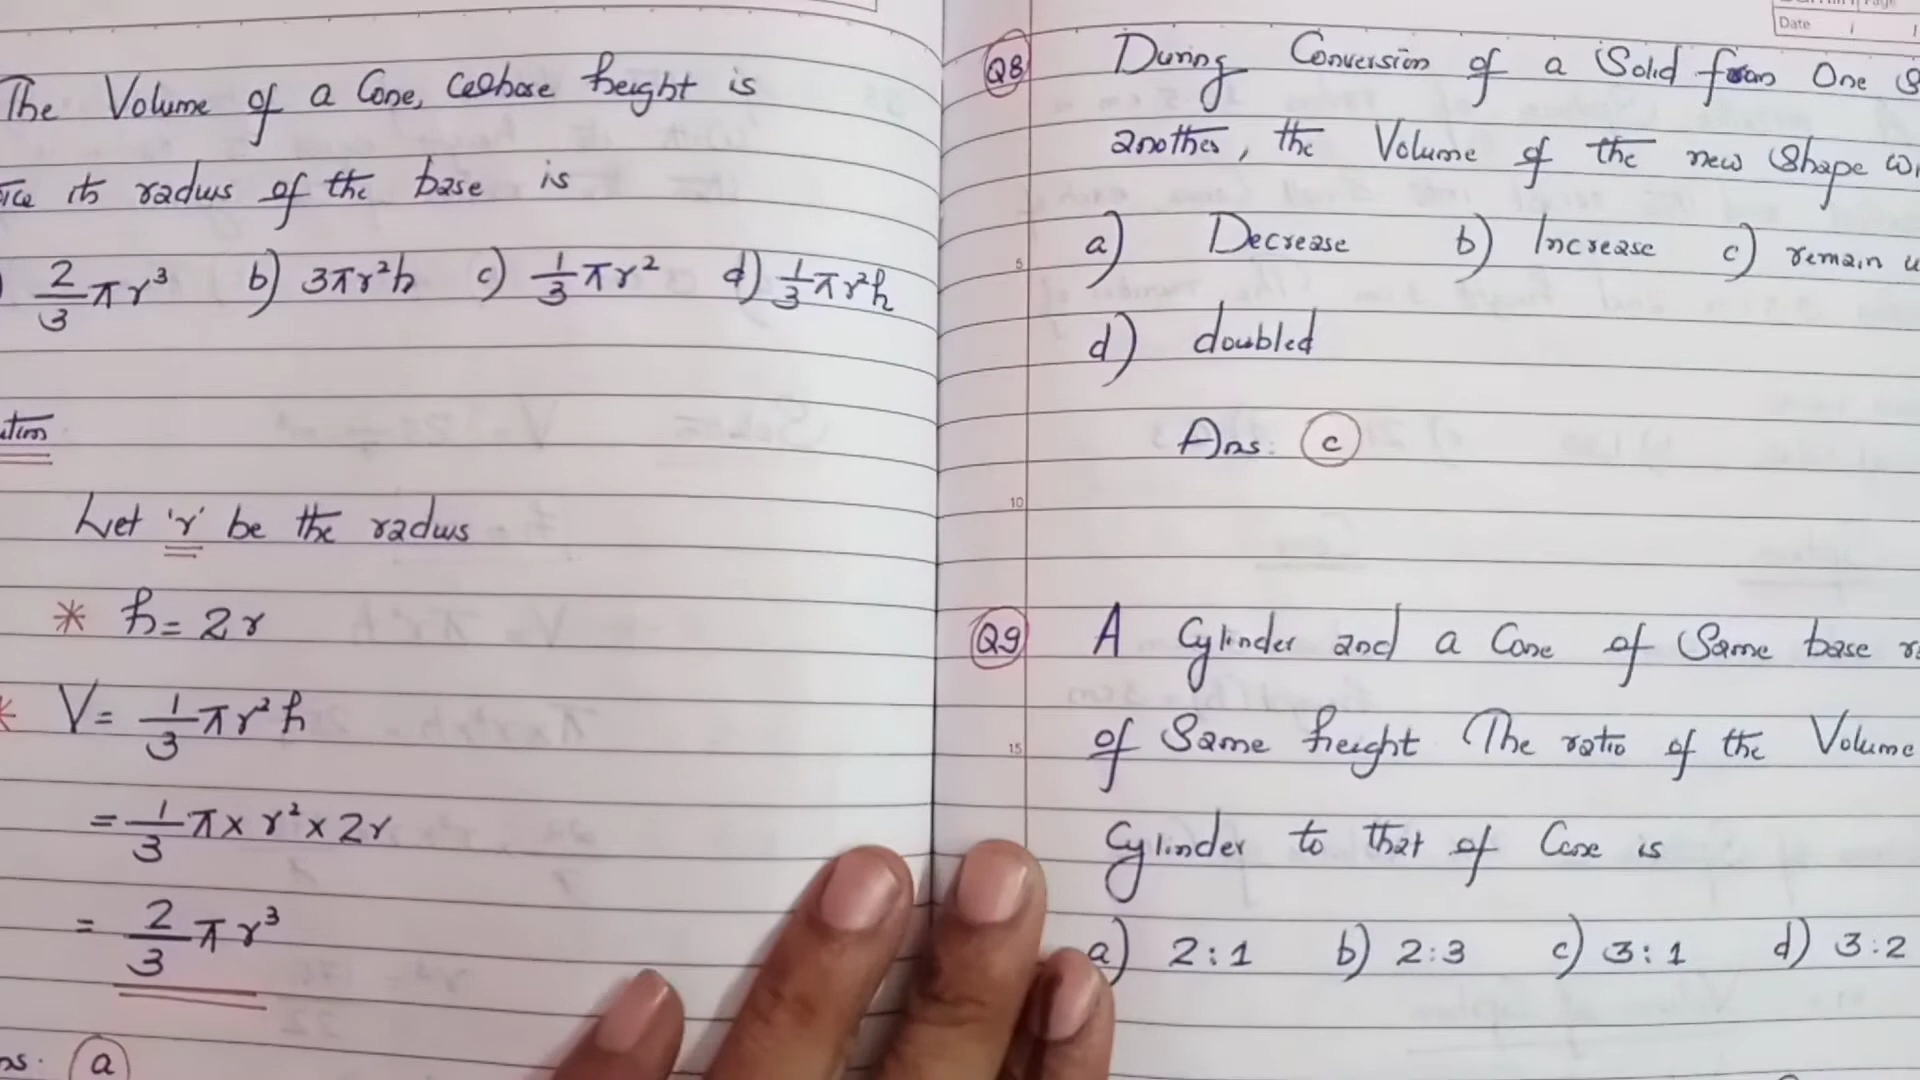 The Volume of a Cone, whose height is
its radius of the base is
2/3 πr³ b) 3πr²h c) 1/3 πr² d) 1/3 πr²h
Let 'r' be the radius
* h = 2r
V = 1/3 πr²h
= 1/3 π × r² × 2r
= 2/3 πr³
a
Date
Q8 During Conversion of a Solid from One
another, the Volume of the new Shape
a) Decrease b) Increase c) remain
5
d) doubled
Ans: c
10
Q9 A Cylinder and a Cone of Same base
of Same height The ratio of the Volume
15
Cylinder to that of Cone is
a) 2:1 b) 2:3 c) 3:1 d) 3:2